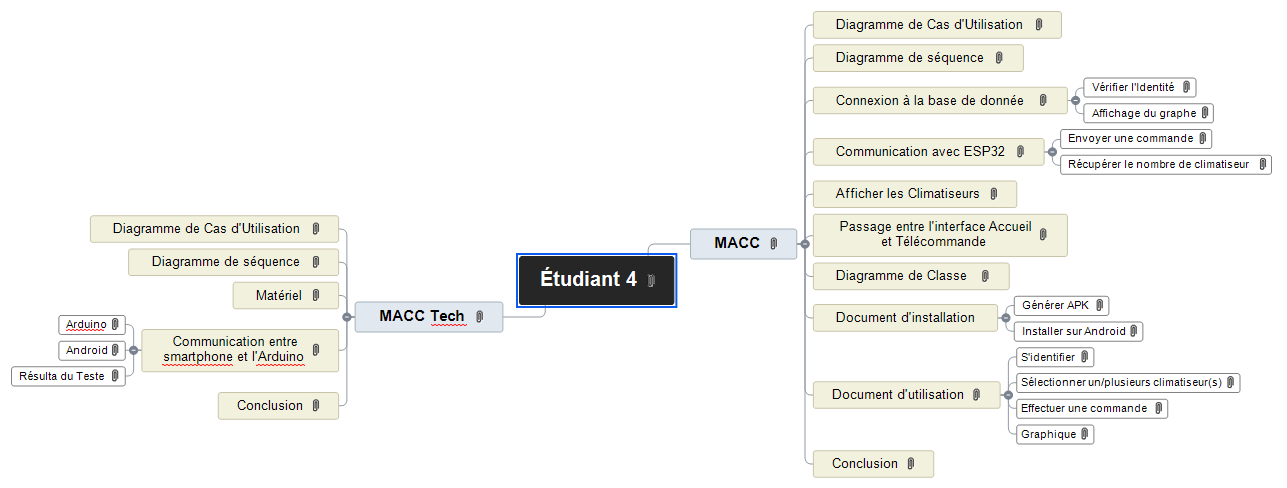 Étudiant 4
MACC
Diagramme de Cas d'Utilisation
Diagramme de séquence
Connexion à la base de donnée
Vérifier l'Identité
Affichage du graphe
Communication avec ESP32
Envoyer une commande
Récupérer le nombre de climatiseur
Afficher les Climatiseurs
Passage entre l'interface Accueil
et Télécommande
Diagramme de Classe
Document d'installation
Générer APK
Installer sur Android
Document d'utilisation
S'identifier
Sélectionner un/plusieurs climatiseur(s)
Effectuer une commande
Graphique
Conclusion
MACC Tech
Diagramme de Cas d'Utilisation
Diagramme de séquence
Matériel
Communication entre
smartphone et l'Arduino
Arduino
Android
Résulta du Teste
Conclusion